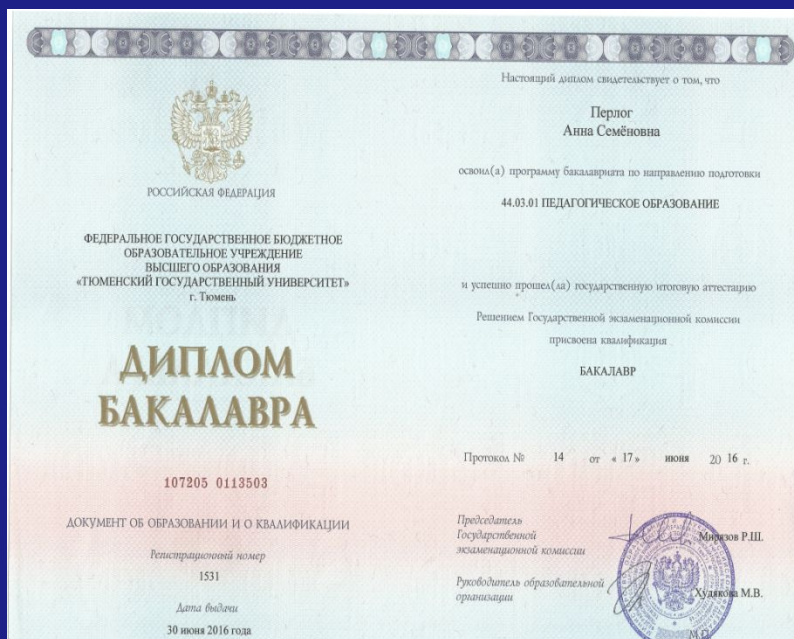 РОССИЙСКАЯ ФЕДЕРАЦИЯ
ФЕДЕРАЛЬНОЕ ГОСУДАРСТВЕННОЕ БЮДЖЕТНОЕ
ОБРАЗОВАТЕЛЬНОЕ УЧРЕЖДЕНИЕ
ВЫСШЕГО ОБРАЗОВАНИЯ
«ТЮМЕНСКИЙ ГОСУДАРСТВЕННЫЙ УНИВЕРСИТЕТ»
г. Тюмень
ДИПЛОМ
БАКАЛАВРА
107205 0113503
ДОКУМЕНТ ОБ ОБРАЗОВАНИИ И О КВАЛИФИКАЦИИ
Регистрационный номер
1531
Дата выдачи
30 июня 2016 года
Настоящий диплом свидетельствует о том, что
Перлог
Анна Семёновна
освоил(а) программу бакалавриата по направлению подготовки
44.03.01 ПЕДАГОГИЧЕСКОЕ ОБРАЗОВАНИЕ
и успешно прошел(ла) государственную итоговую аттестацию
Решением Государственной экзаменационной комиссии
присвоена квалификация
БАКАЛАВР
Протокол № 14 от « 17 » июня 20 16 г.
Председатель
Государственной
экзаменационной комиссии
Мирязов Р.Ш.
Руководитель образовательной
организации
Худякова М.В.
М.П.